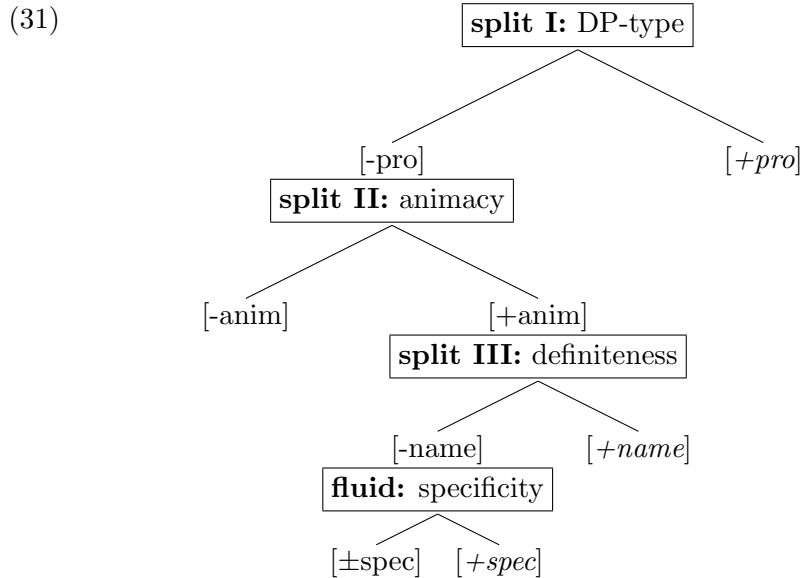 (31)
split I: DP-type
[-pro] [+pro]
split II: animacy
[-anim] [+anim]
split III: definiteness
[-name] [+name]
fluid: specificity
[±spec] [+spec]